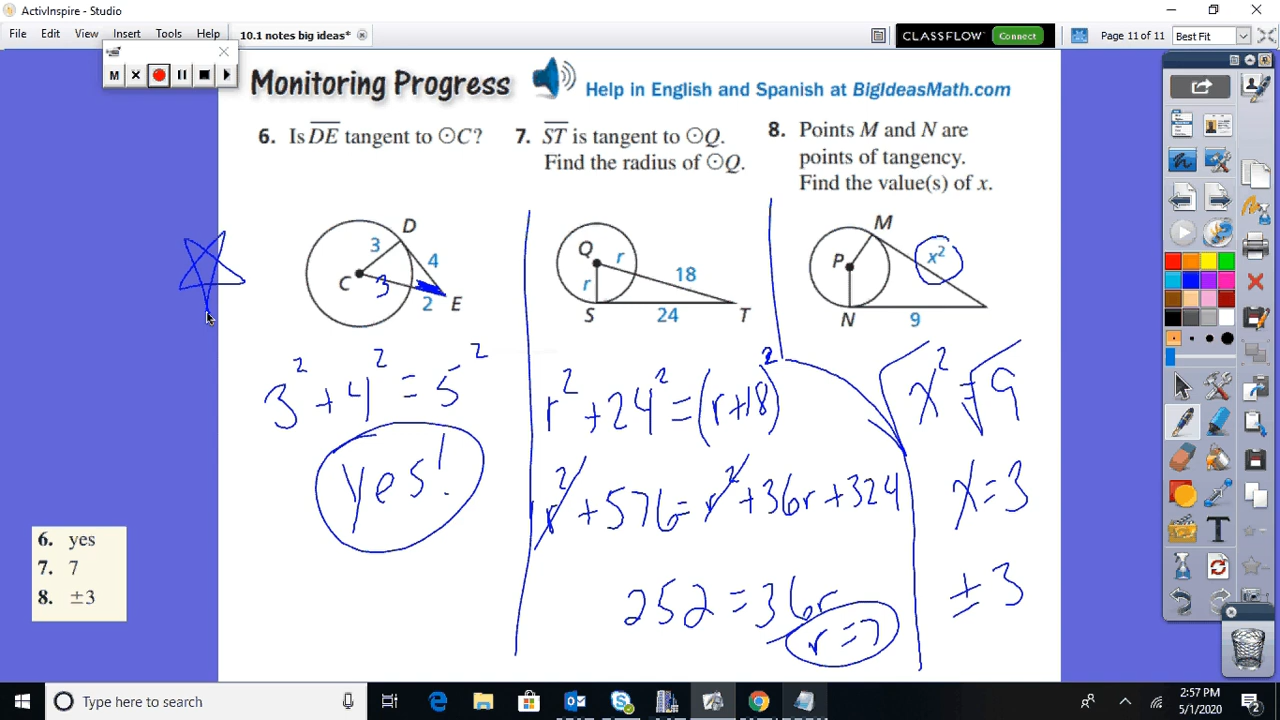 ActivInspire - Studio
File Edit View Insert Tools Help 10.1 notes big ideas* CLASSFLOW Connect Page 11 of 11 Best Fit
M
Monitoring Progress
Help in English and Spanish at BigIdeasMath.com
6. Is DE tangent to ⊙C?
7. ST is tangent to ⊙Q.
Find the radius of ⊙Q.
8. Points M and N are
points of tangency.
Find the value(s) of x.
D
3
4
C
3
2
E
Q
r
r
18
S
24
T
M
P
x²
N
9
3² + 4² = 5²
yes!
r² + 24² = (r+18)²
r² + 576 = r² + 36r + 324
252 = 36r
r = 7
√x² = √9
x = 3
± 3
6. yes
7. 7
8. ±3
T
Type here to search
2:57 PM
5/1/2020
2